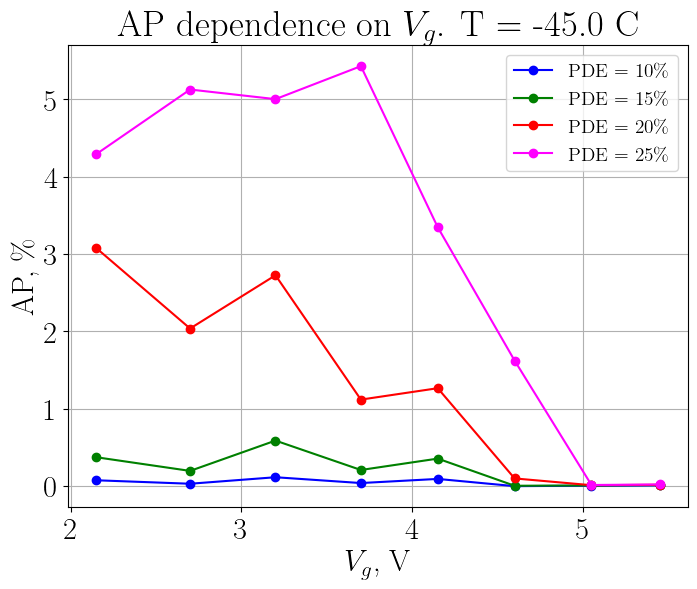 AP dependence on V_g. T = -45.0 C
PDE = 10%
PDE = 15%
PDE = 20%
PDE = 25%
AP, %
5
4
3
2
1
0
2 3 4 5
V_g, V